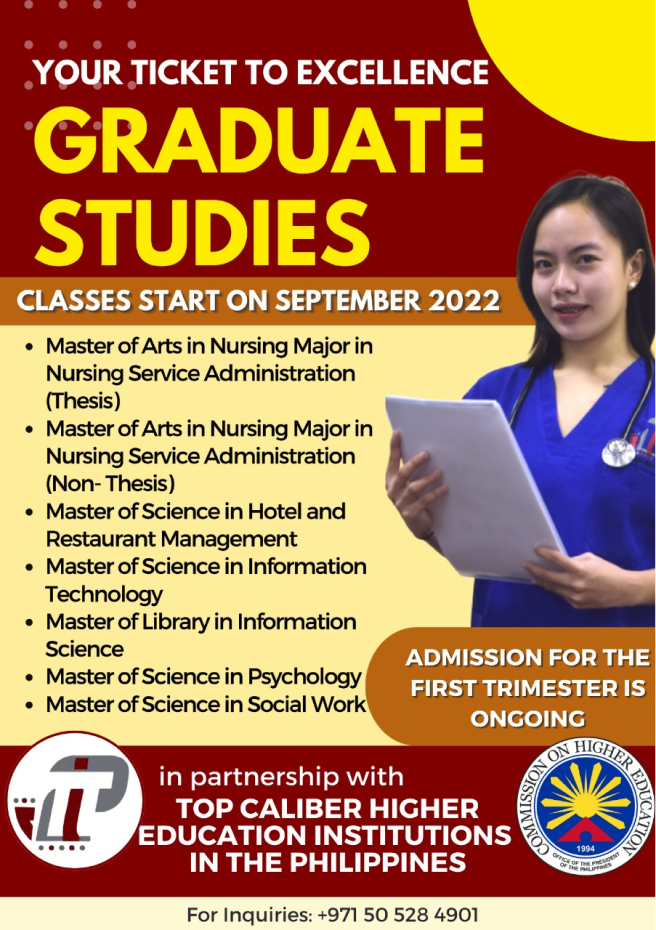 YOUR TICKET TO EXCELLENCE
GRADUATE
STUDIES
CLASSES START ON SEPTEMBER 2022
• Master of Arts in Nursing Major in
Nursing Service Administration
(Thesis)
• Master of Arts in Nursing Major in
Nursing Service Administration
(Non- Thesis)
• Master of Science in Hotel and
Restaurant Management
• Master of Science in Information
Technology
• Master of Library in Information
Science
• Master of Science in Psychology
• Master of Science in Social Work
ADMISSION FOR THE
FIRST TRIMESTER IS
ONGOING
in partnership with
TOP CALIBER HIGHER
EDUCATION INSTITUTIONS
IN THE PHILIPPINES
COMMISSION ON HIGHER EDUCATION
1994
OFFICE OF THE PRESIDENT
OF THE PHILIPPINES
For Inquiries: +971 50 528 4901